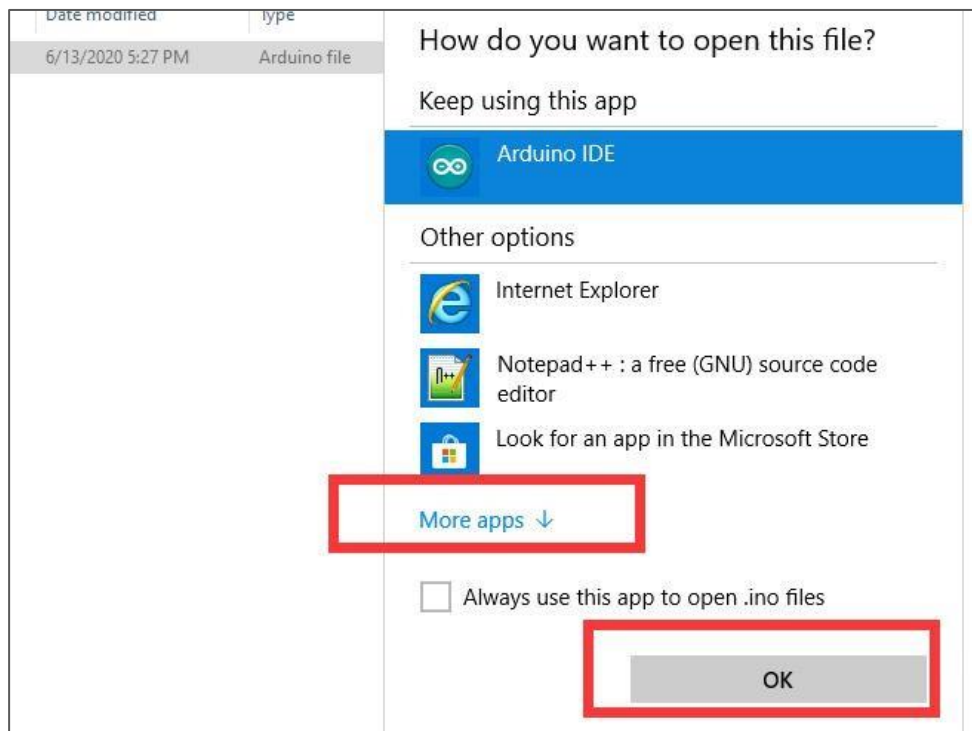 Date modified
Type
6/13/2020 5:27 PM
Arduino file
How do you want to open this file?
Keep using this app
Arduino IDE
Other options
Internet Explorer
Notepad++ : a free (GNU) source code
editor
Look for an app in the Microsoft Store
More apps ↓
Always use this app to open .ino files
OK